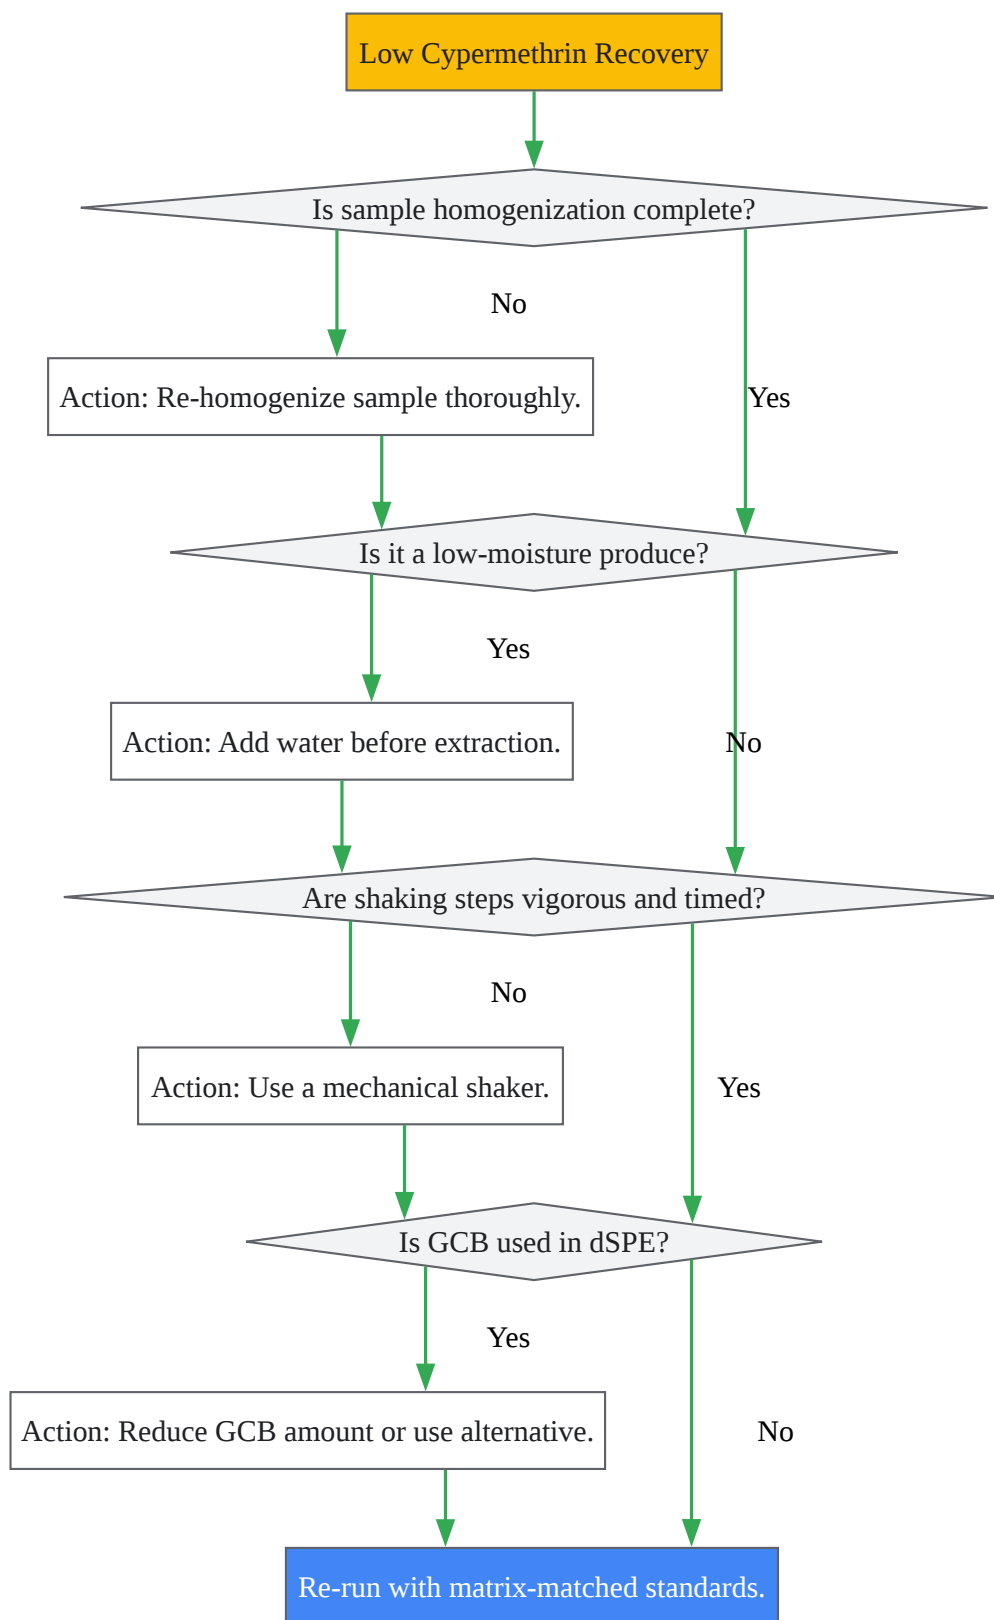 Low Cypermethrin Recovery
Is sample homogenization complete?
No
Action: Re-homogenize sample thoroughly.
Yes
Is it a low-moisture produce?
Yes
Action: Add water before extraction.
No
Are shaking steps vigorous and timed?
No
Action: Use a mechanical shaker.
Yes
Is GCB used in dSPE?
Yes
Action: Reduce GCB amount or use alternative.
No
Re-run with matrix-matched standards.